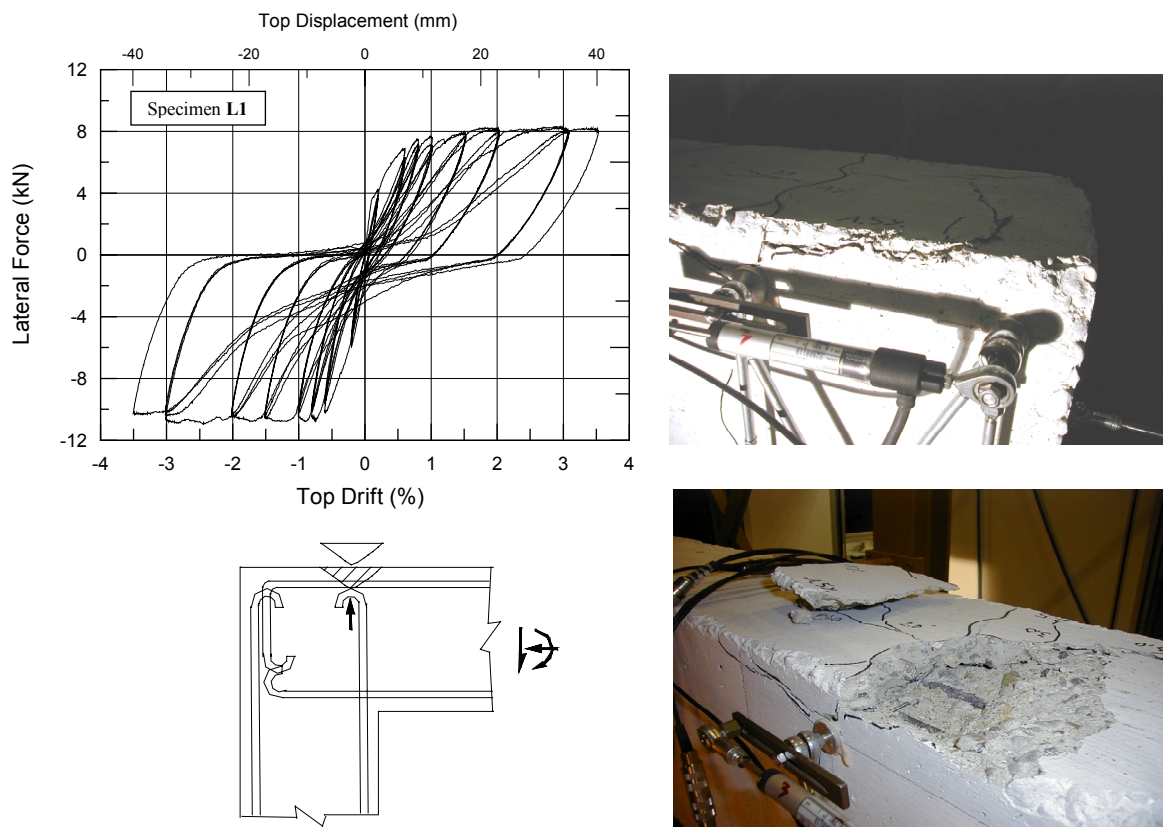 Top Displacement (mm)
-40 -20 0 20 40
12
8
4
0
-4
-8
-12
Lateral Force (kN)
Specimen L1
-4 -3 -2 -1 0 1 2 3 4
Top Drift (%)